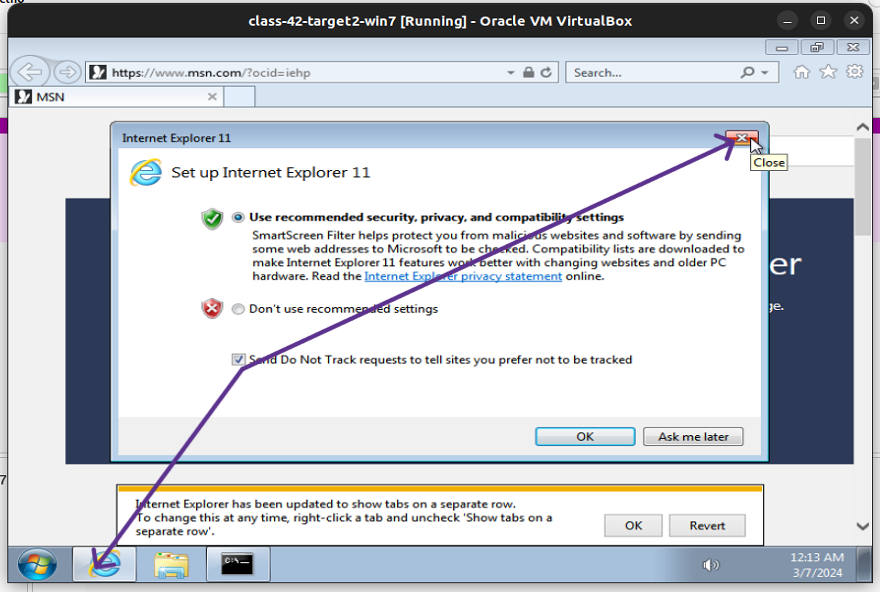 class-42-target2-win7 [Running] - Oracle VM VirtualBox
https://www.msn.com/?ocid=iehp
Search...
MSN
Internet Explorer 11
Close
Set up Internet Explorer 11
Use recommended security, privacy, and compatibility settings
SmartScreen Filter helps protect you from malicious websites and software by sending
some web addresses to Microsoft to be checked. Compatibility lists are downloaded to
make Internet Explorer 11 features work better with changing websites and older PC
hardware. Read the Internet Explorer privacy statement online.
er
ge.
Don't use recommended settings
Send Do Not Track requests to tell sites you prefer not to be tracked
OK
Ask me later
Internet Explorer has been updated to show tabs on a separate row.
To change this at any time, right-click a tab and uncheck 'Show tabs on a
separate row'.
OK
Revert
C:\
12:13 AM
3/7/2024